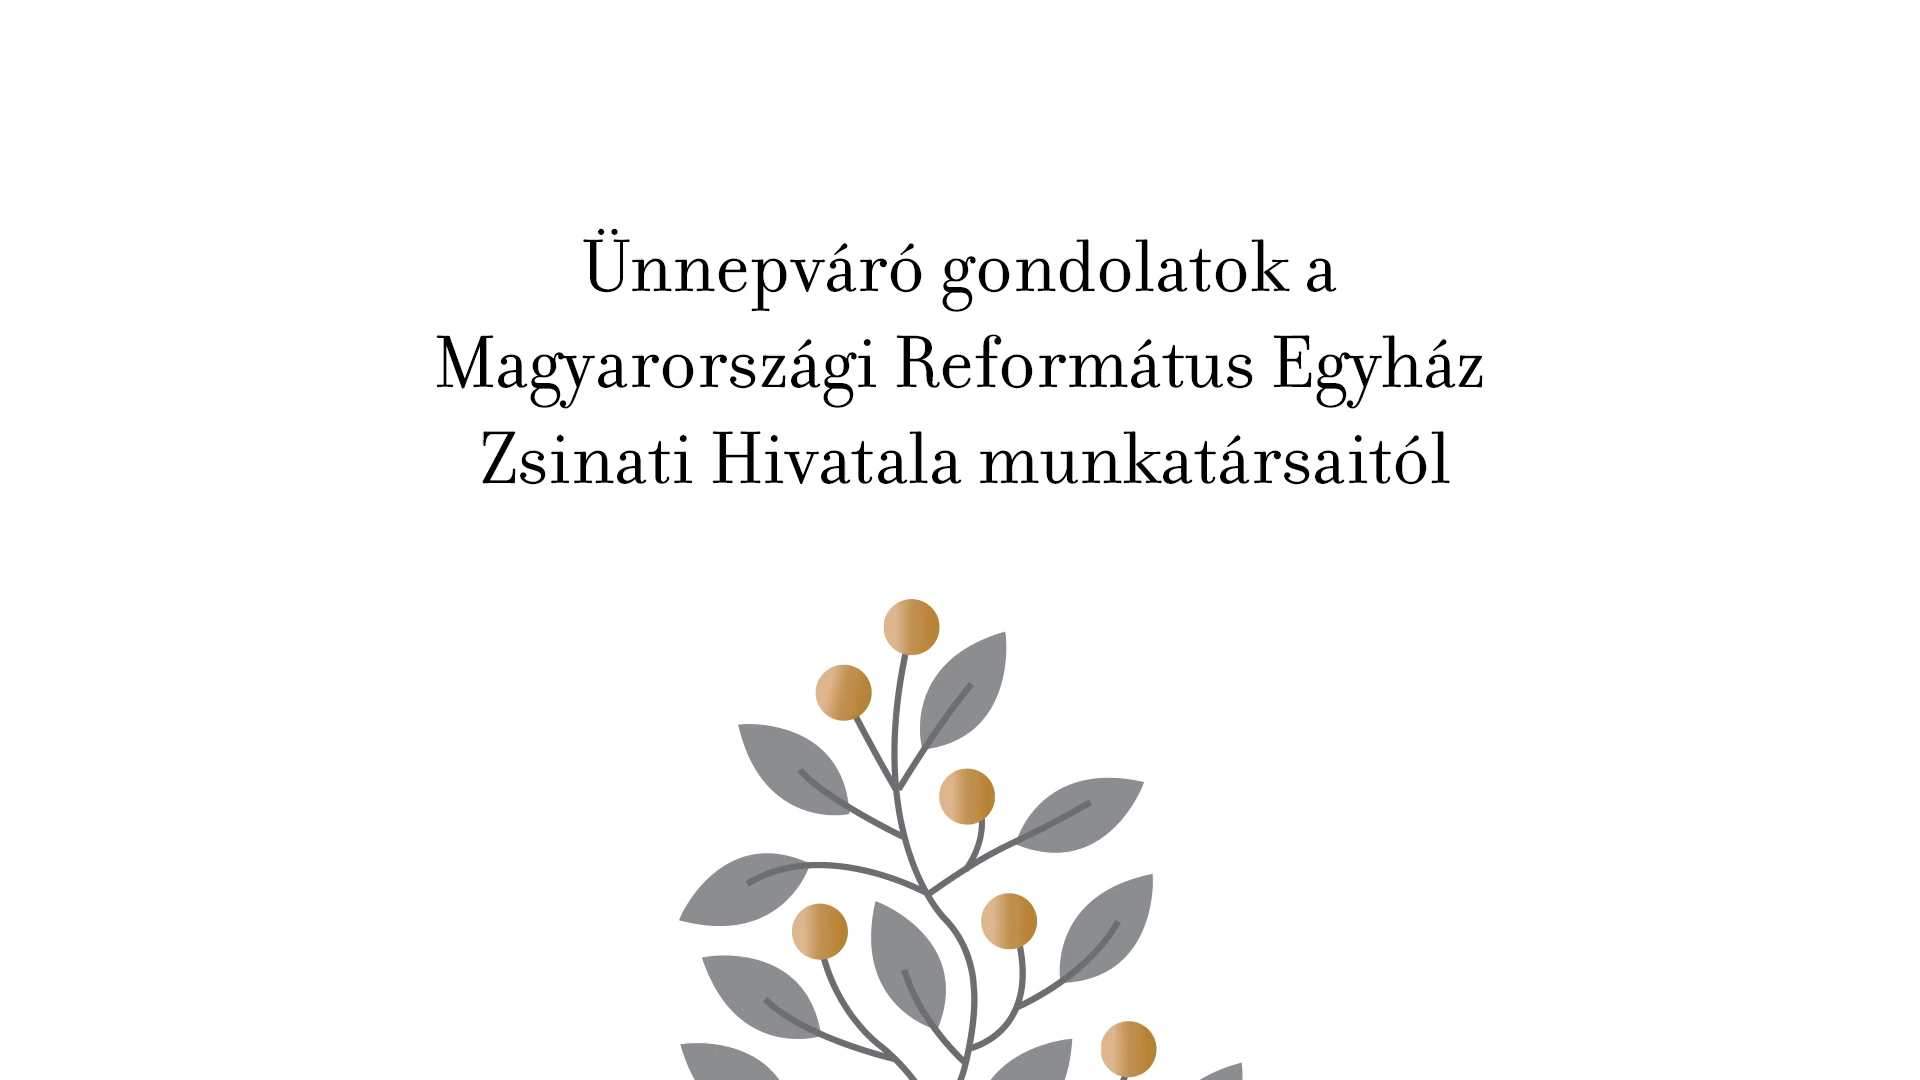 Ünnepváró gondolatok a
Magyarországi Református Egyház
Zsinati Hivatala munkatársaitól